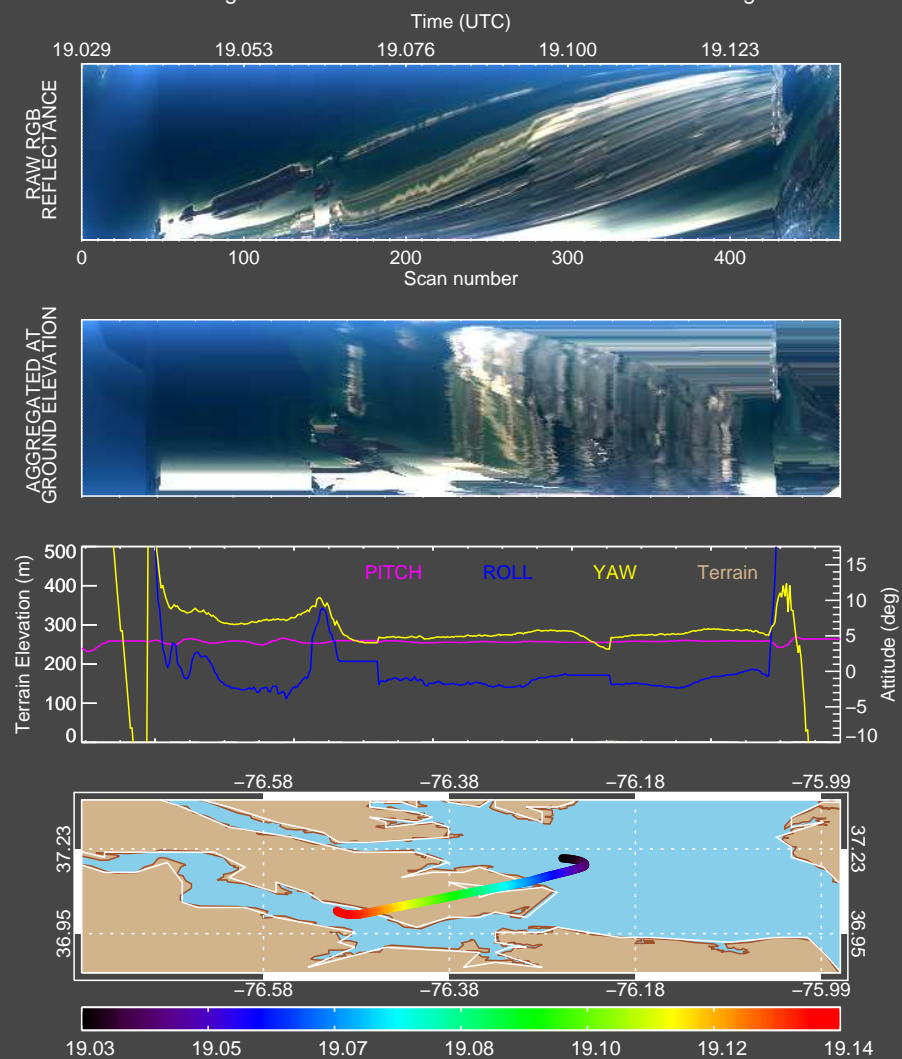 Time (UTC)
19.029 19.053 19.076 19.100 19.123
RAW RGB
REFLECTANCE
0 100 200 300 400
Scan number
AGGREGATED AT
GROUND ELEVATION
Terrain Elevation (m)
500
400
300
200
100
0
PITCH ROLL YAW Terrain
15
10
5
0
−5
−10
Attitude (deg)
−76.58 −76.38 −76.18 −75.99
37.23 37.23
36.95 36.95
−76.58 −76.38 −76.18 −75.99
19.03 19.05 19.07 19.08 19.10 19.12 19.14